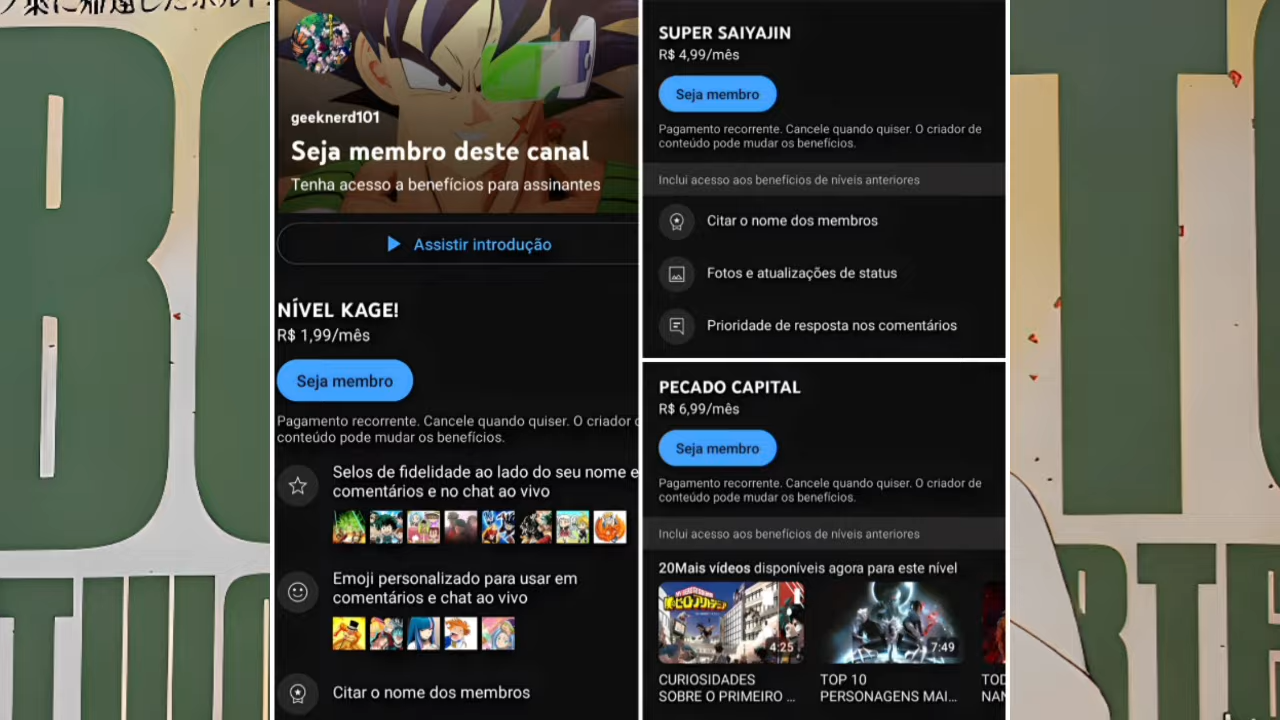 geeknerd101
Seja membro deste canal
Tenha acesso a benefícios para assinantes
Assistir introdução
NÍVEL KAGE!
R$ 1,99/mês
Seja membro
Pagamento recorrente. Cancele quando quiser. O criador
conteúdo pode mudar os benefícios.
Selos de fidelidade ao lado do seu nome e
comentários e no chat ao vivo
Emoji personalizado para usar em
comentários e chat ao vivo
Citar o nome dos membros
SUPER SAIYAJIN
R$ 4,99/mês
Seja membro
Pagamento recorrente. Cancele quando quiser. O criador de
conteúdo pode mudar os benefícios.
Inclui acesso aos benefícios de níveis anteriores
Citar o nome dos membros
Fotos e atualizações de status
Prioridade de resposta nos comentários
PECADO CAPITAL
R$ 6,99/mês
Seja membro
Pagamento recorrente. Cancele quando quiser. O criador de
conteúdo pode mudar os benefícios.
Inclui acesso aos benefícios de níveis anteriores
20Mais vídeos disponíveis agora para este nível
4:25
7:49
CURIOSIDADES
SOBRE O PRIMEIRO ...
TOP 10
PERSONAGENS MAI...